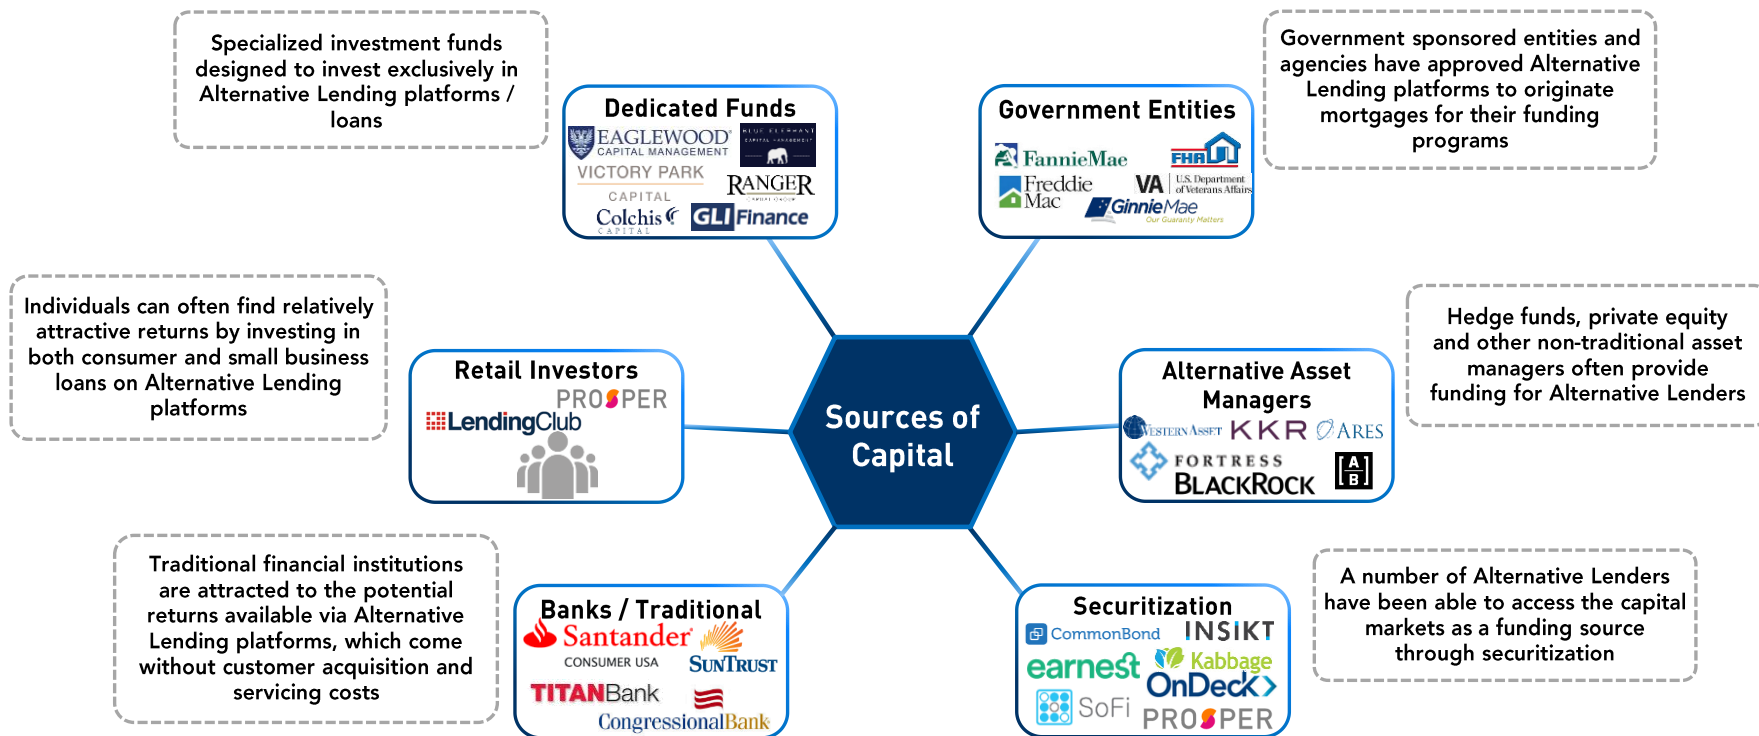 Specialized investment funds
designed to invest exclusively in
Alternative Lending platforms /
loans
Dedicated Funds
EAGLEWOOD
CAPITAL MANAGEMENT
BLUE ELEPHANT
CAPITAL MANAGEMENT
VICTORY PARK
CAPITAL
RANGER
Colchis
CAPITAL
GLI Finance
Government Entities
FannieMae
FHA
Freddie
Mac
VA
U.S. Department
of Veterans Affairs
GinnieMae
Our Guaranty Matters
Government sponsored entities and
agencies have approved Alternative
Lending platforms to originate
mortgages for their funding
programs
Individuals can often find relatively
attractive returns by investing in
both consumer and small business
loans on Alternative Lending
platforms
Retail Investors
PROSPER
LendingClub
Sources of
Capital
Alternative Asset
Managers
WESTERN ASSET
KKR
ARES
FORTRESS
BLACKROCK
[A
B]
Hedge funds, private equity
and other non-traditional asset
managers often provide
funding for Alternative Lenders
Traditional financial institutions
are attracted to the potential
returns available via Alternative
Lending platforms, which come
without customer acquisition and
servicing costs
Banks / Traditional
Santander
CONSUMER USA
SUNTRUST
TITANBank
CongressionalBank
Securitization
CommonBond
INSIKT
earnest
Kabbage
OnDeck
SoFi
PROSPER
A number of Alternative Lenders
have been able to access the capital
markets as a funding source
through securitization